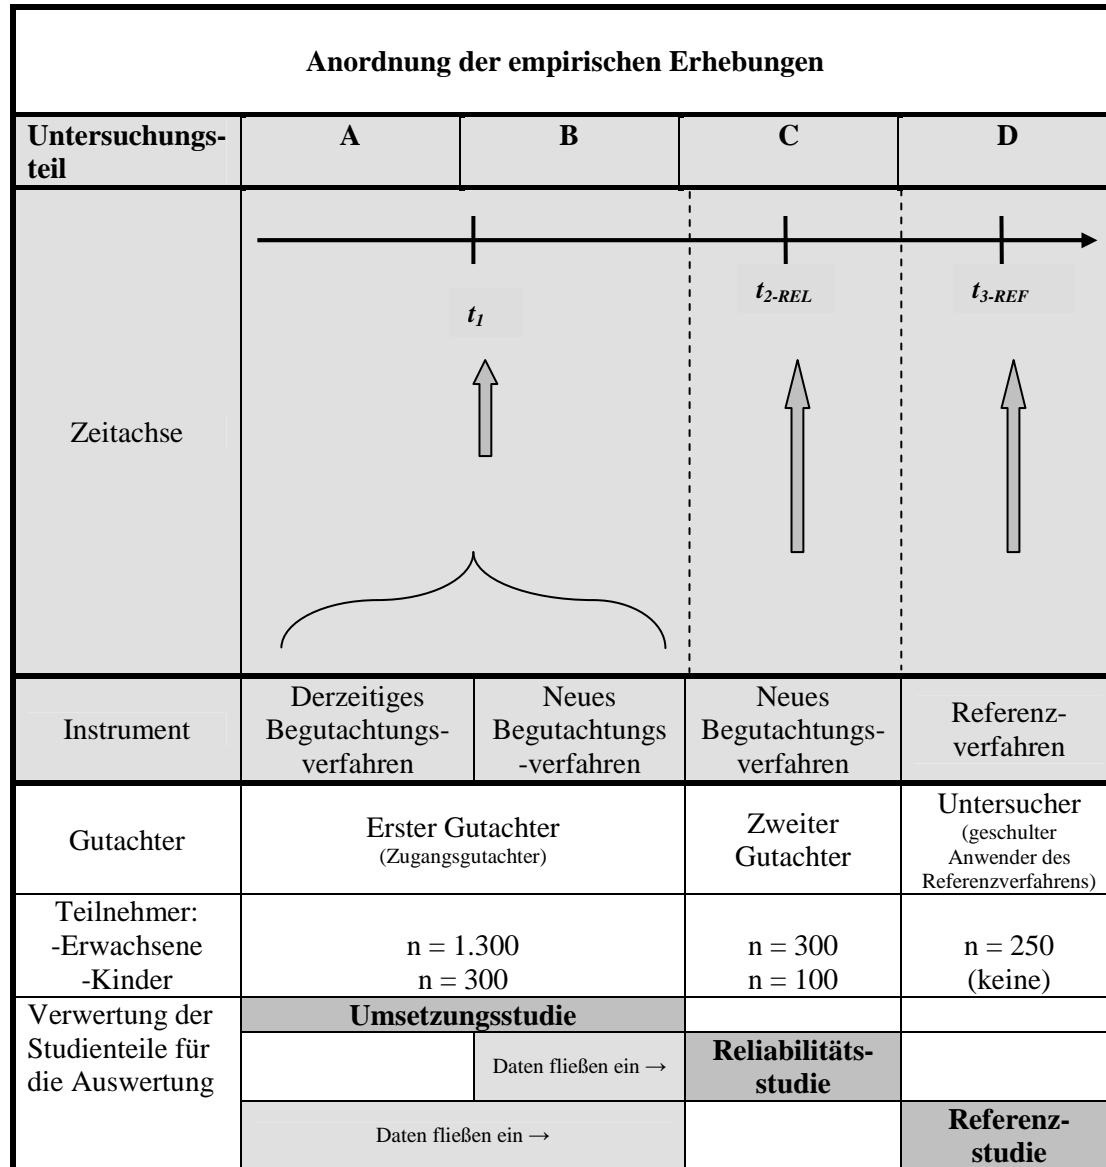 Anordnung der empirischen Erhebungen
Untersuchungs-
teil
A
B
C
D
Zeitachse
t1
t2-REL
t3-REF
Instrument
Derzeitiges
Begutachtungs-
verfahren
Neues
Begutachtungs
-verfahren
Neues
Begutachtungs-
verfahren
Referenz-
verfahren
Gutachter
Erster Gutachter
(Zugangsgutachter)
Zweiter
Gutachter
Untersucher
(geschulter
Anwender des
Referenzverfahrens)
Teilnehmer:
-Erwachsene
-Kinder
n = 1.300
n = 300
n = 300
n = 100
n = 250
(keine)
Verwertung der
Studienteile für
die Auswertung
Umsetzungsstudie
Daten fließen ein →
Reliabilitäts-
studie
Daten fließen ein →
Referenz-
studie